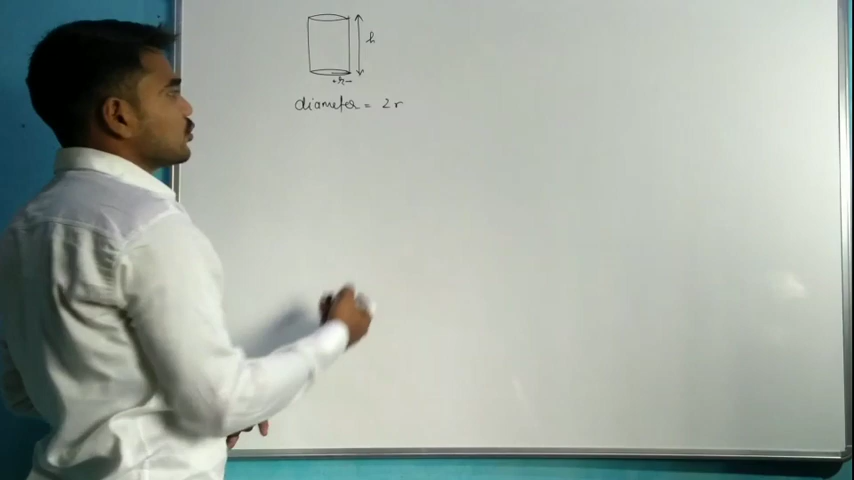 h
r
diameter = 2r